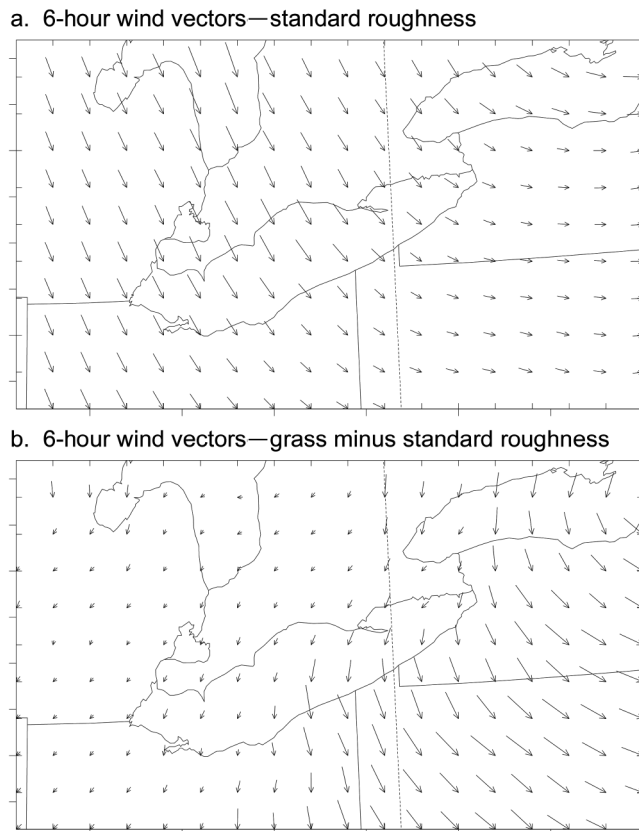 a. 6-hour wind vectors—standard roughness
b. 6-hour wind vectors—grass minus standard roughness